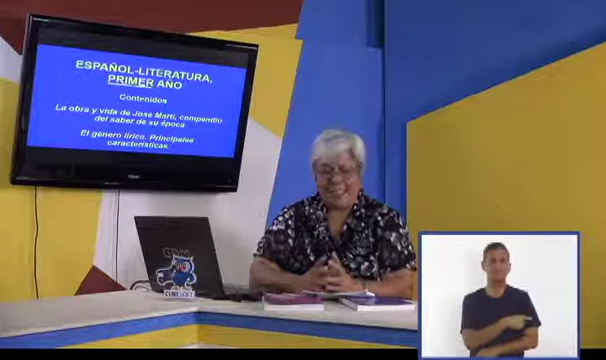 ESPAÑOL-LITERATURA,
PRIMER AÑO
Contenidos
La obra y vida de José Martí, compendio
del saber de su época
El género lírico. Principales
características.
CINESOFT